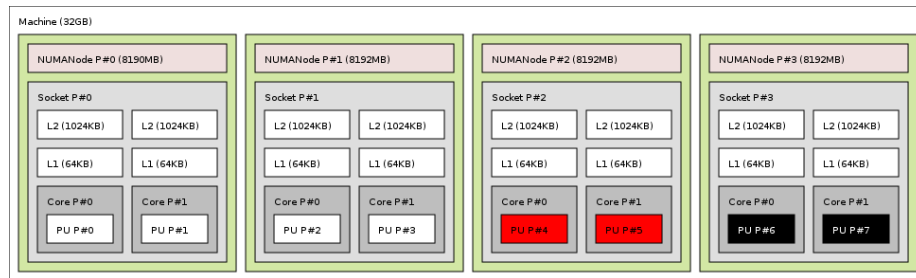 Machine (32GB)
NUMANode P#0 (8190MB)
Socket P#0
L2 (1024KB) L2 (1024KB)
L1 (64KB) L1 (64KB)
Core P#0 Core P#1
PU P#0 PU P#1
NUMANode P#1 (8192MB)
Socket P#1
L2 (1024KB) L2 (1024KB)
L1 (64KB) L1 (64KB)
Core P#0 Core P#1
PU P#2 PU P#3
NUMANode P#2 (8192MB)
Socket P#2
L2 (1024KB) L2 (1024KB)
L1 (64KB) L1 (64KB)
Core P#0 Core P#1
PU P#4 PU P#5
NUMANode P#3 (8192MB)
Socket P#3
L2 (1024KB) L2 (1024KB)
L1 (64KB) L1 (64KB)
Core P#0 Core P#1
PU P#6 PU P#7